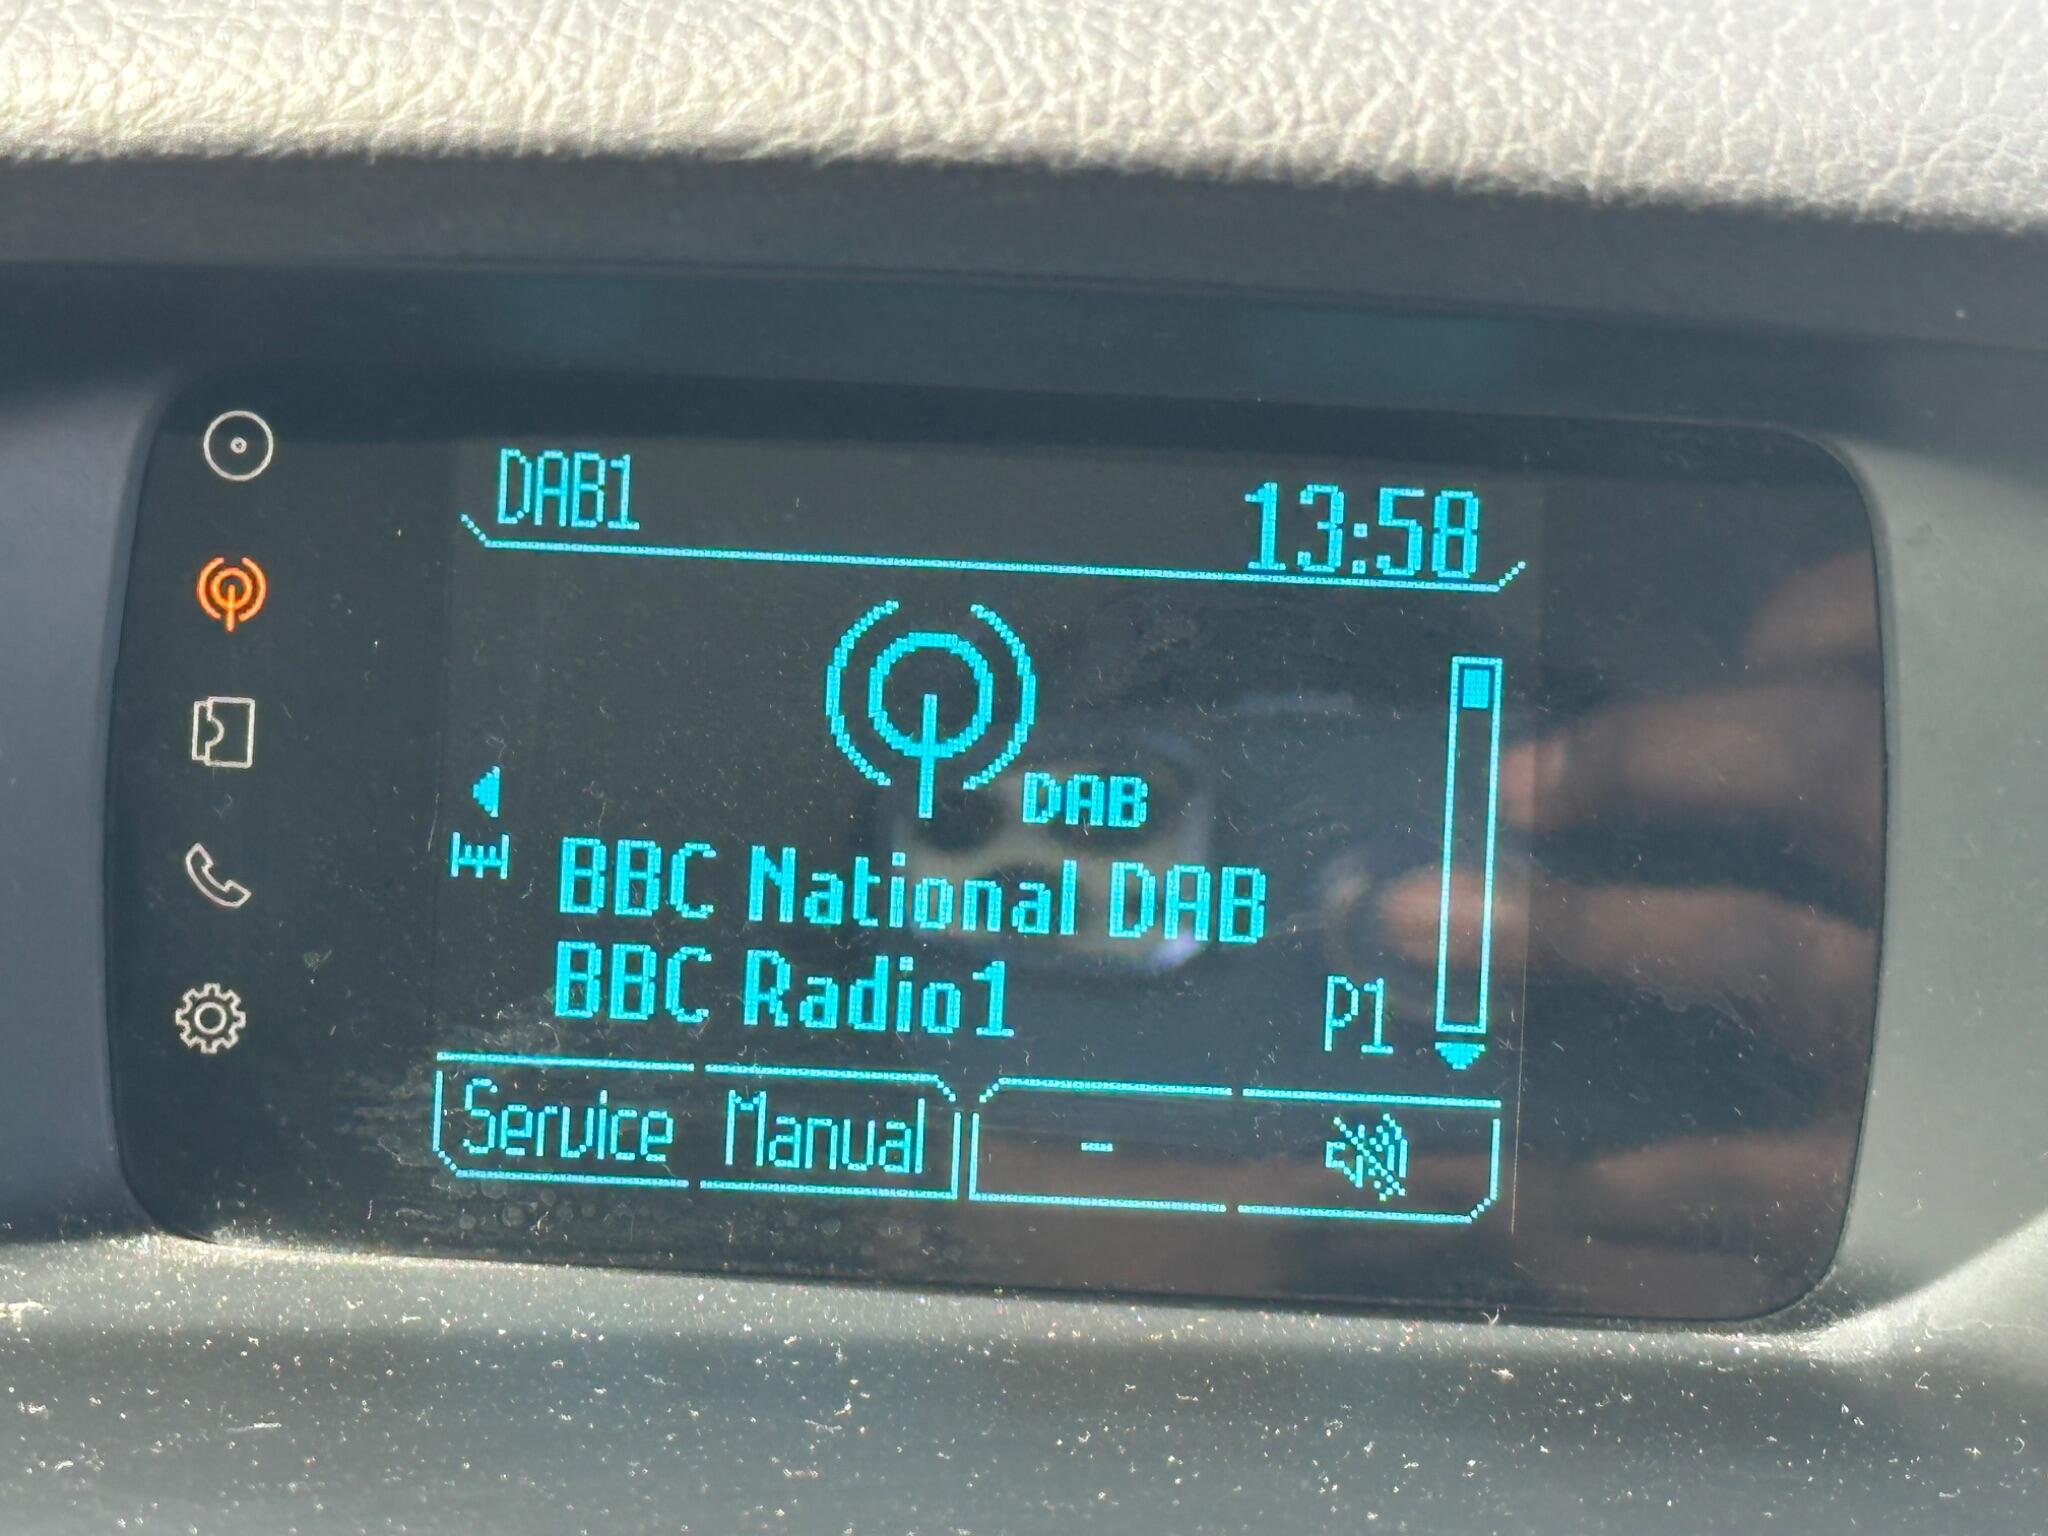 DAB1
13:58
DAB
BBC National DAB
BBC Radio1
P1
Service Manual -